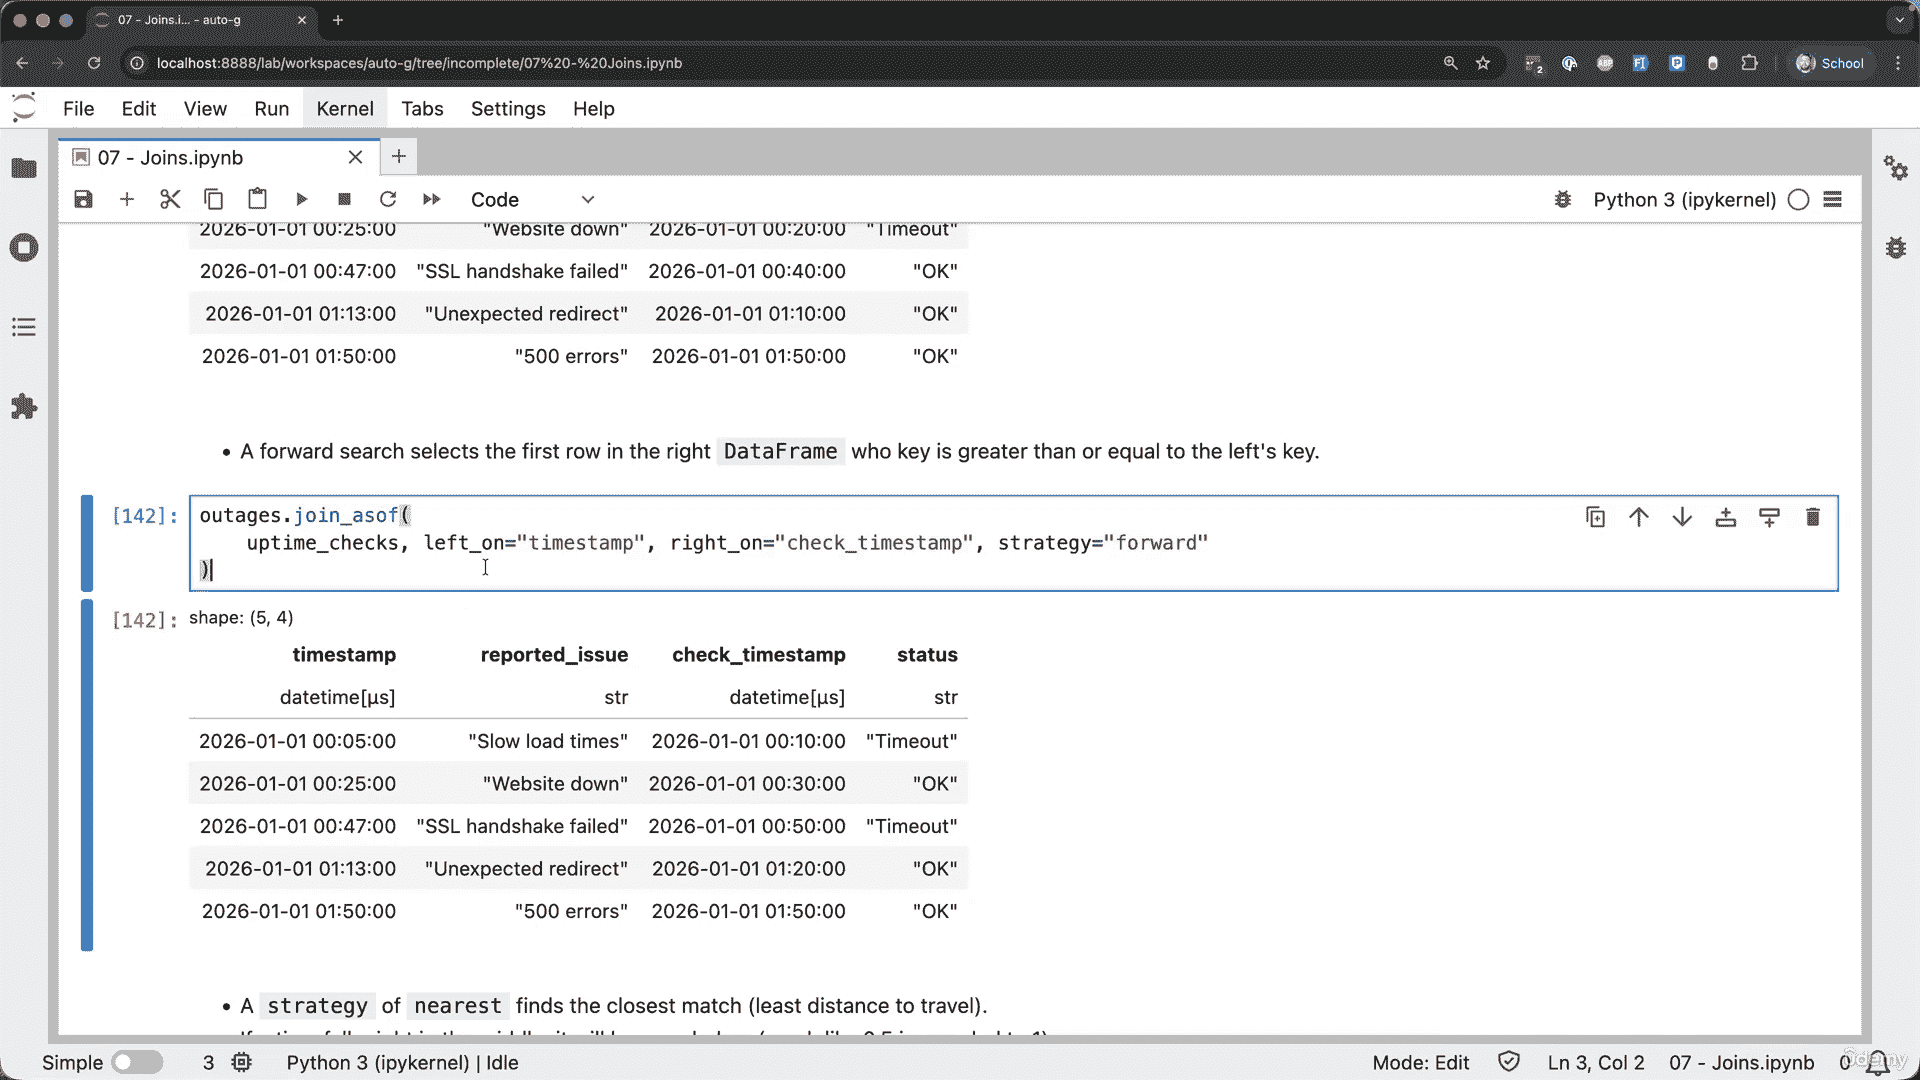 07 - Joins.i... - auto-g
localhost:8888/lab/workspaces/auto-g/tree/incomplete/07%20-%20Joins.ipynb
School
File Edit View Run Kernel Tabs Settings Help
07 - Joins.ipynb
Code
Python 3 (ipykernel)
2026-01-01 00:25:00 "Website down" 2026-01-01 00:20:00 "Timeout"
2026-01-01 00:47:00 "SSL handshake failed" 2026-01-01 00:40:00 "OK"
2026-01-01 01:13:00 "Unexpected redirect" 2026-01-01 01:10:00 "OK"
2026-01-01 01:50:00 "500 errors" 2026-01-01 01:50:00 "OK"
• A forward search selects the first row in the right DataFrame who key is greater than or equal to the left's key.
[142]: outages.join_asof(
uptime_checks, left_on="timestamp", right_on="check_timestamp", strategy="forward"
)
[142]: shape: (5, 4)
timestamp reported_issue check_timestamp status
datetime[μs] str datetime[μs] str
2026-01-01 00:05:00 "Slow load times" 2026-01-01 00:10:00 "Timeout"
2026-01-01 00:25:00 "Website down" 2026-01-01 00:30:00 "OK"
2026-01-01 00:47:00 "SSL handshake failed" 2026-01-01 00:50:00 "Timeout"
2026-01-01 01:13:00 "Unexpected redirect" 2026-01-01 01:20:00 "OK"
2026-01-01 01:50:00 "500 errors" 2026-01-01 01:50:00 "OK"
• A strategy of nearest finds the closest match (least distance to travel).
Simple 3 Python 3 (ipykernel) | Idle Mode: Edit Ln 3, Col 2 07 - Joins.ipynb 0
Udemy